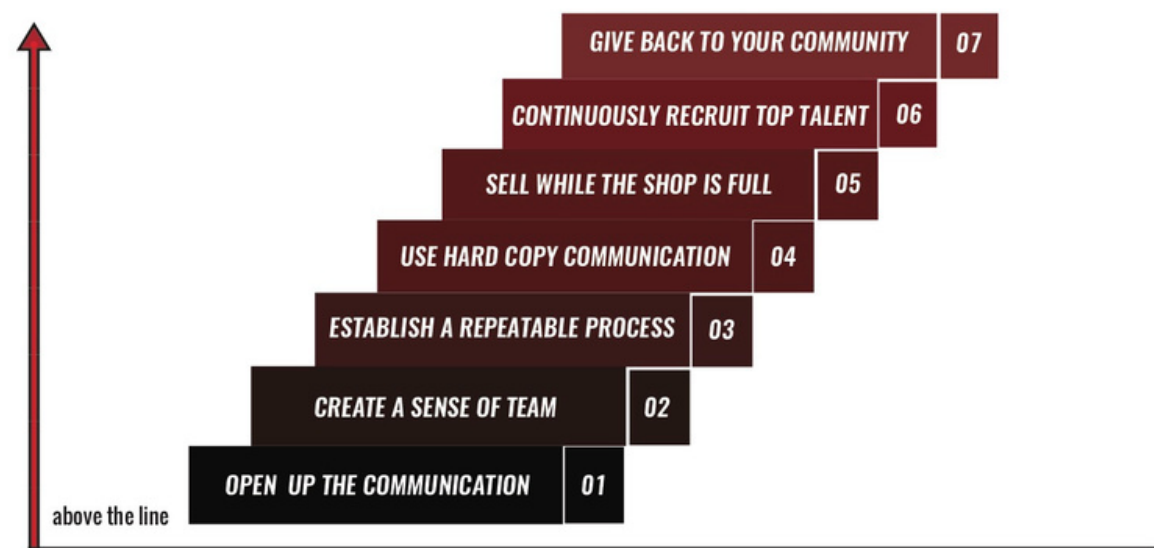 GIVE BACK TO YOUR COMMUNITY 07
CONTINUOUSLY RECRUIT TOP TALENT 06
SELL WHILE THE SHOP IS FULL 05
USE HARD COPY COMMUNICATION 04
ESTABLISH A REPEATABLE PROCESS 03
CREATE A SENSE OF TEAM 02
OPEN UP THE COMMUNICATION 01
above the line